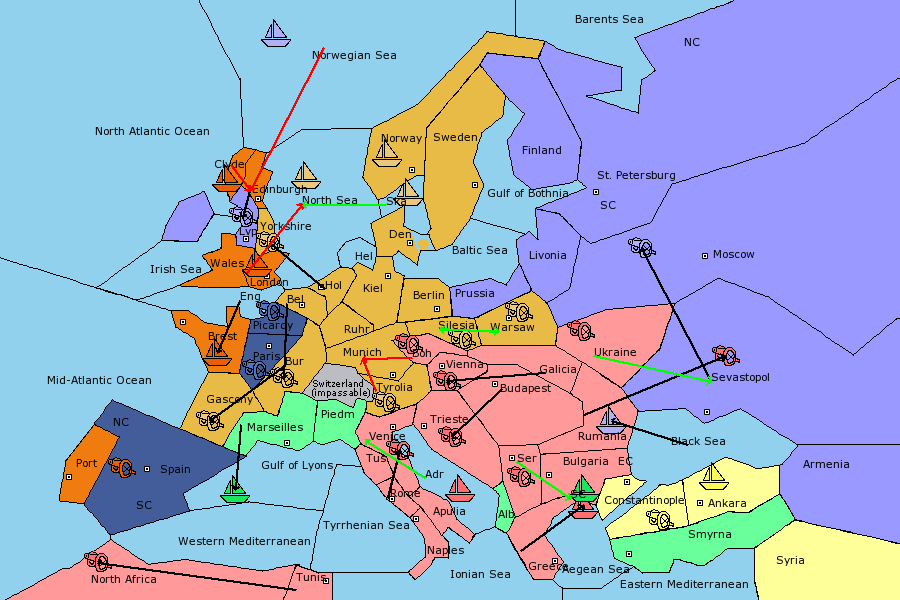 Barents Sea
NC
Norwegian Sea
North Atlantic Ocean
Norway
Sweden
Finland
Clyde
Edinburgh
St. Petersburg
SC
North Sea
Ska
Gulf of Bothnia
Yorkshire
Lvp
Den
Baltic Sea
Hel
Livonia
Moscow
Irish Sea
Wales
London
Hol
Kiel
Berlin
Prussia
Eng
Bel
Picardy
Ruhr
Silesia
Warsaw
Brest
Paris
Bur
Munich
Boh
Ukraine
Mid-Atlantic Ocean
Switzerland
(impassable)
Tyrolia
Vienna
Galicia
Budapest
Sevastopol
Gascony
NC
Marseilles
Piedm
Trieste
Venice
Rumania
Black Sea
Port
Spain
Gulf of Lyons
Tus
Adr
Ser
Bulgaria
EC
Armenia
SC
Rome
Apulia
Alb
SC
Constantinople
Ankara
Tyrrhenian Sea
Western Mediterranean
Naples
Smyrna
Syria
North Africa
Tunis
Ionian Sea
Greece
Aegean Sea
Eastern Mediterranean